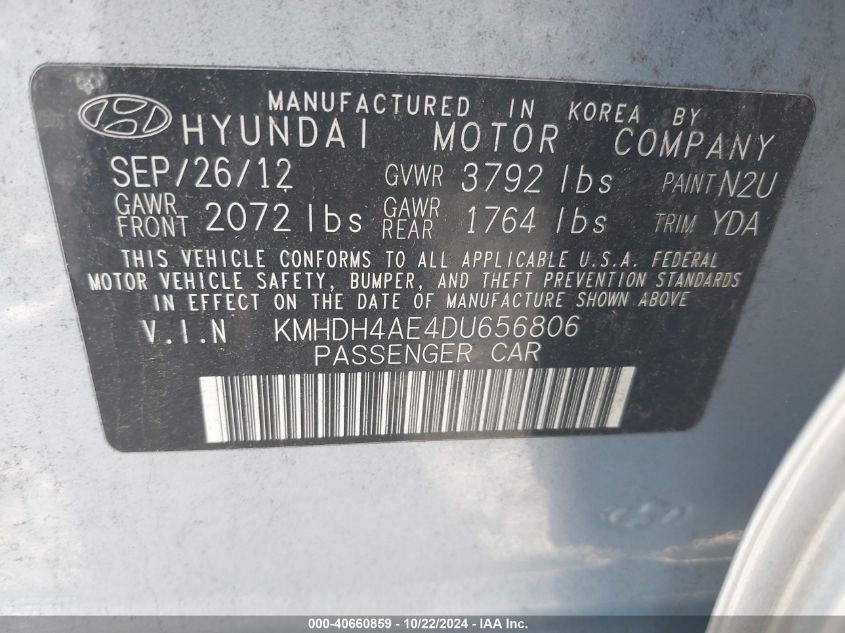 MANUFACTURED IN KOREA BY
HYUNDAI MOTOR COMPANY
SEP/26/12 GVWR 3792 lbs PAINT N2U
GAWR FRONT 2072 lbs GAWR REAR 1764 lbs TRIM YDA
THIS VEHICLE CONFORMS TO ALL APPLICABLE U.S.A. FEDERAL
MOTOR VEHICLE SAFETY, BUMPER, AND THEFT PREVENTION STANDARDS
IN EFFECT ON THE DATE OF MANUFACTURE SHOWN ABOVE
V.I.N KMHDH4AE4DU656806
PASSENGER CAR
000-40660859 - 10/22/2024 - IAA Inc.